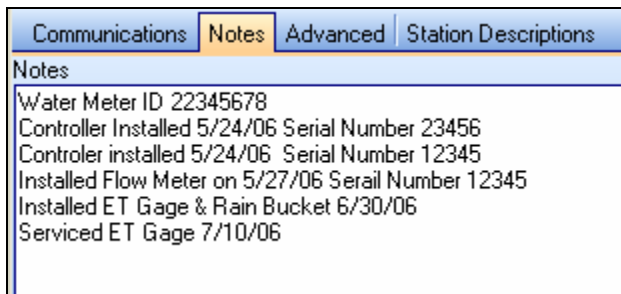 Communications Notes Advanced Station Descriptions
Notes
Water Meter ID 22345678
Controller Installed 5/24/06 Serial Number 23456
Controler installed 5/24/06  Serial Number 12345
Installed Flow Meter on 5/27/06 Serail Number 12345
Installed ET Gage & Rain Bucket 6/30/06
Serviced ET Gage 7/10/06